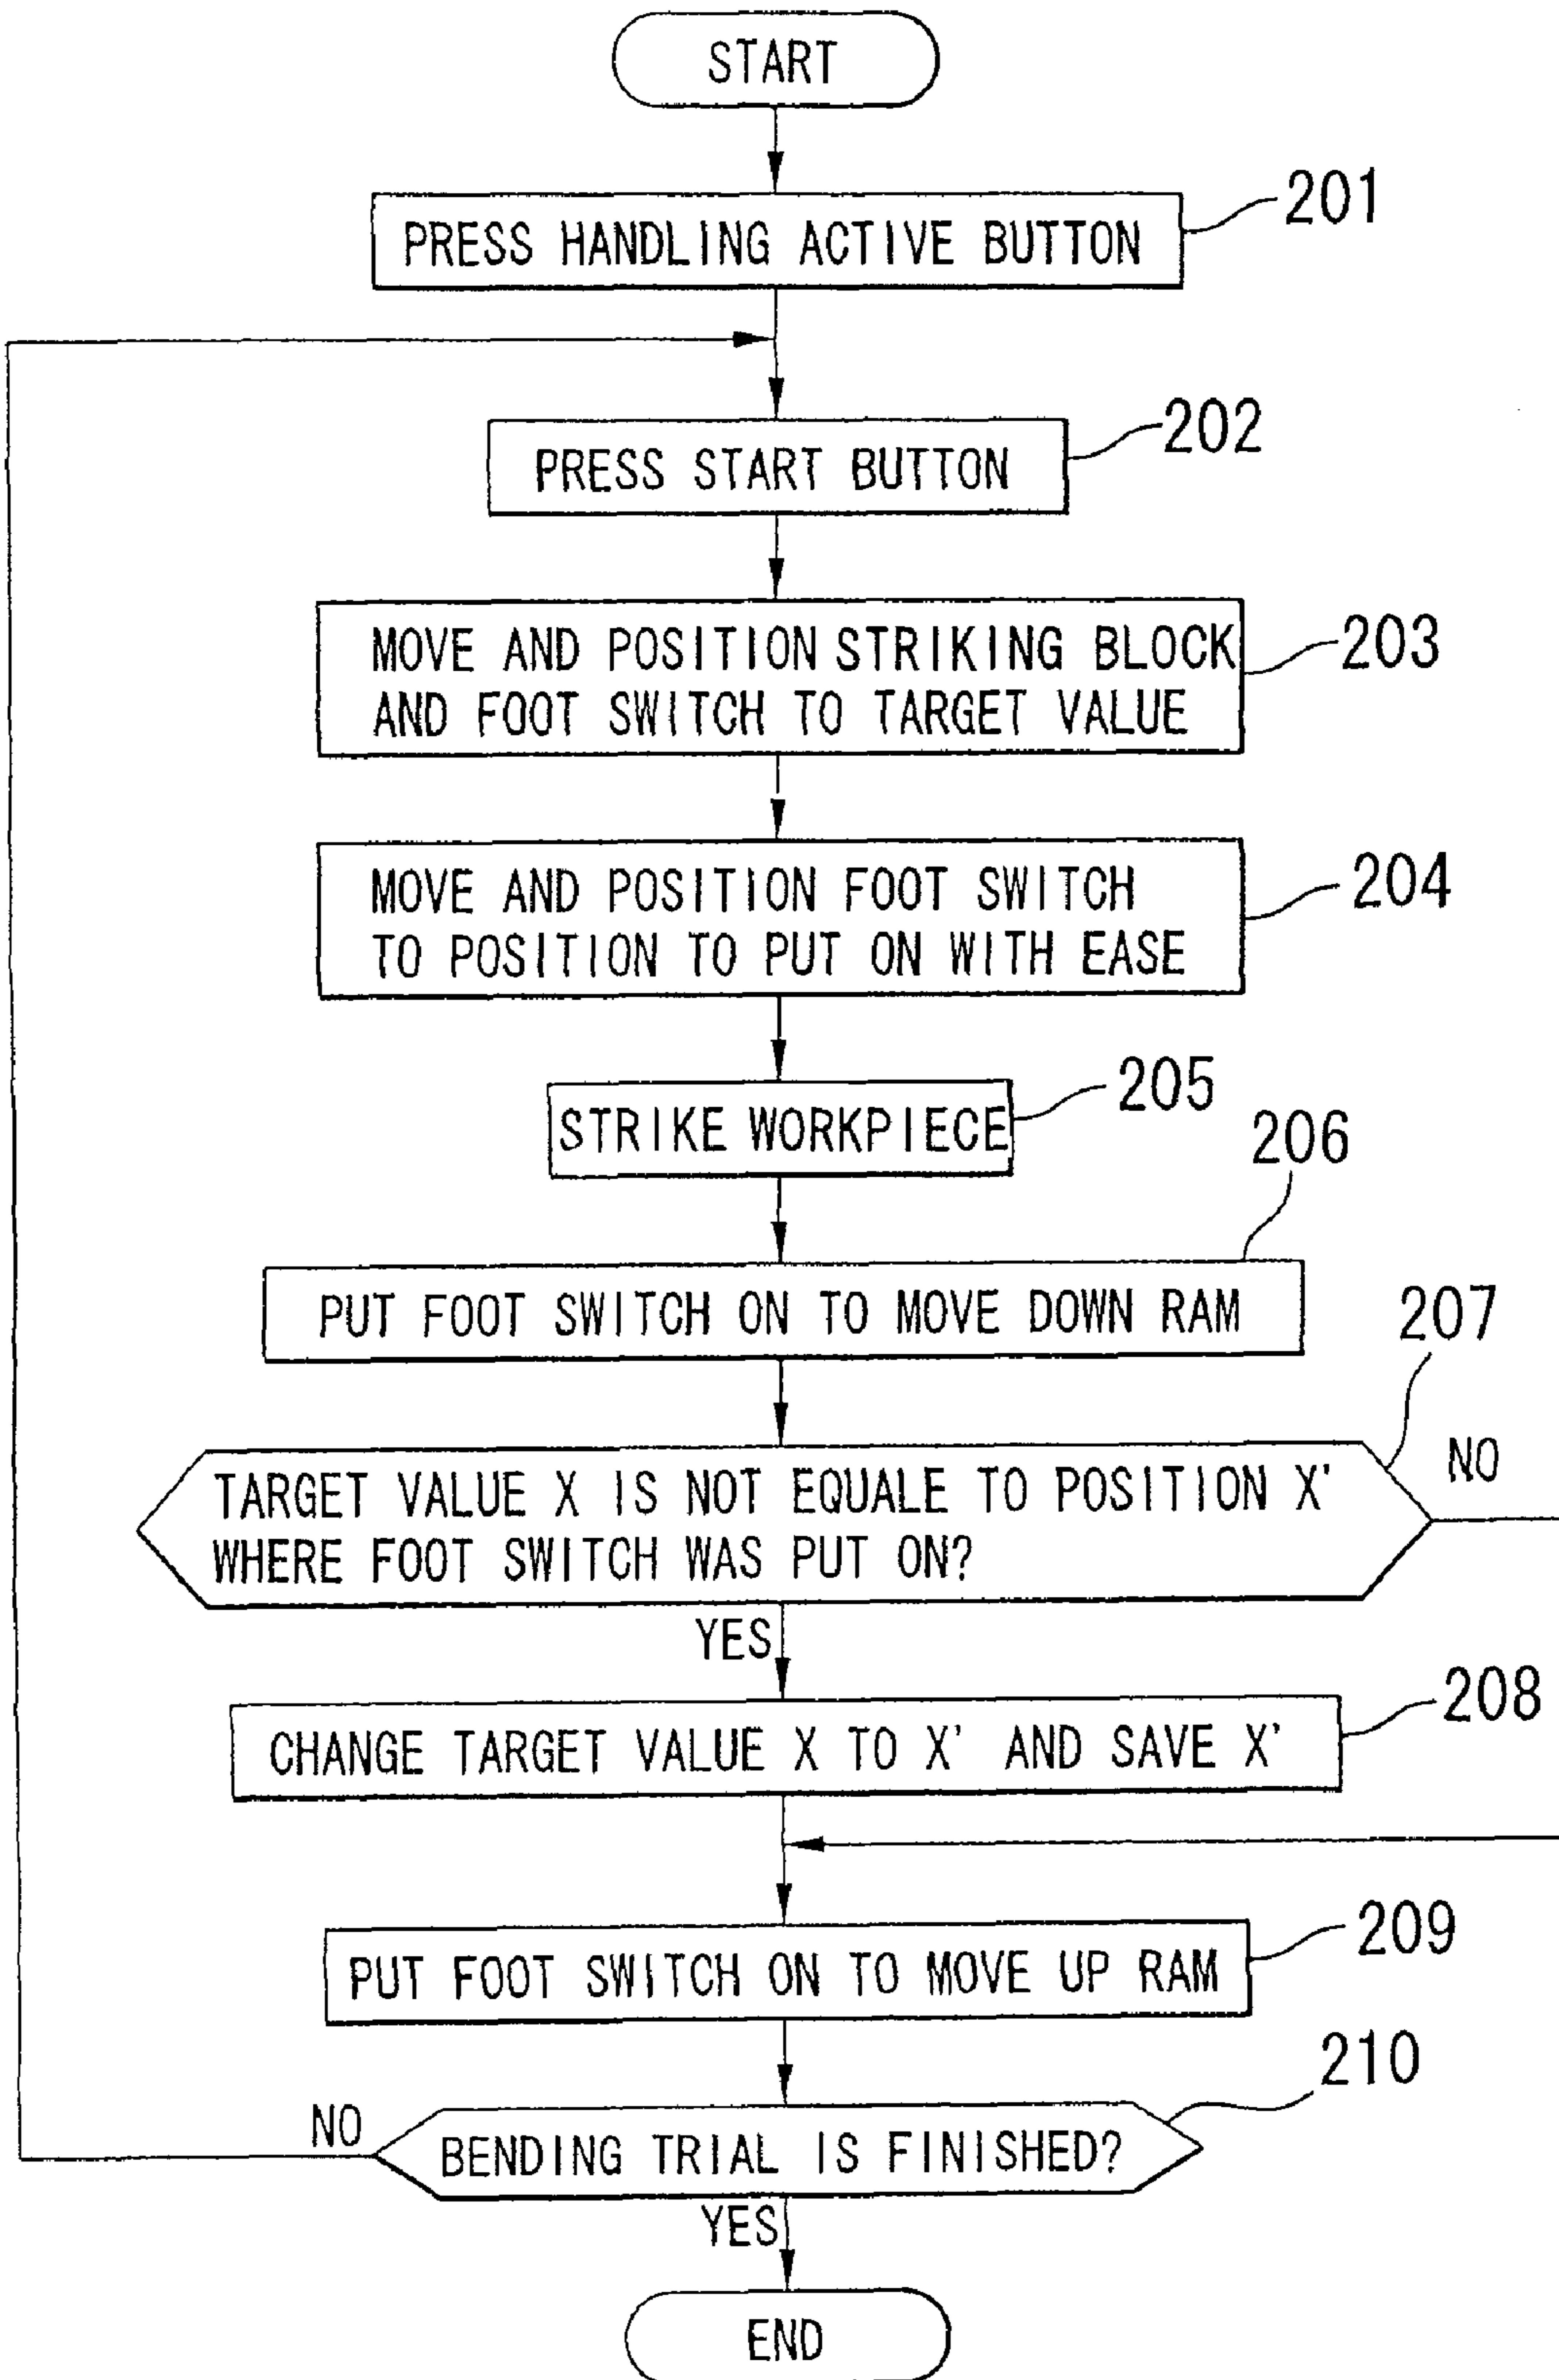 START
PRESS HANDLING ACTIVE BUTTON
201
PRESS START BUTTON
202
MOVE AND POSITION STRIKING BLOCK
AND FOOT SWITCH TO TARGET VALUE
203
MOVE AND POSITION FOOT SWITCH
TO POSITION TO PUT ON WITH EASE
204
STRIKE WORKPIECE
205
PUT FOOT SWITCH ON TO MOVE DOWN RAM
206
TARGET VALUE X IS NOT EQUALE TO POSITION X'
WHERE FOOT SWITCH WAS PUT ON?
207
NO
YES
CHANGE TARGET VALUE X TO X' AND SAVE X'
208
PUT FOOT SWITCH ON TO MOVE UP RAM
209
BENDING TRIAL IS FINISHED?
210
NO
YES
END